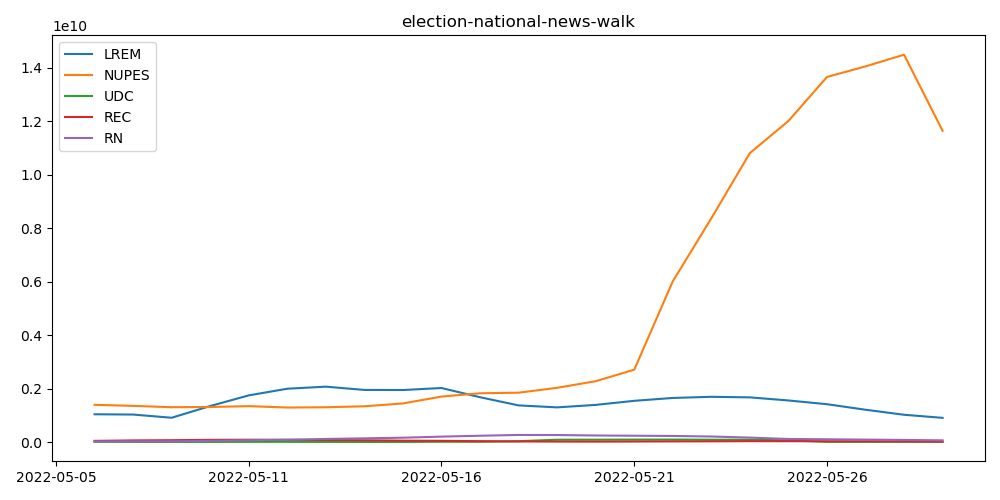 election-national-news-walk
1e10
LREM
NUPES
UDC
REC
RN
1.4
1.2
1.0
0.8
0.6
0.4
0.2
0.0
2022-05-05 2022-05-11 2022-05-16 2022-05-21 2022-05-26